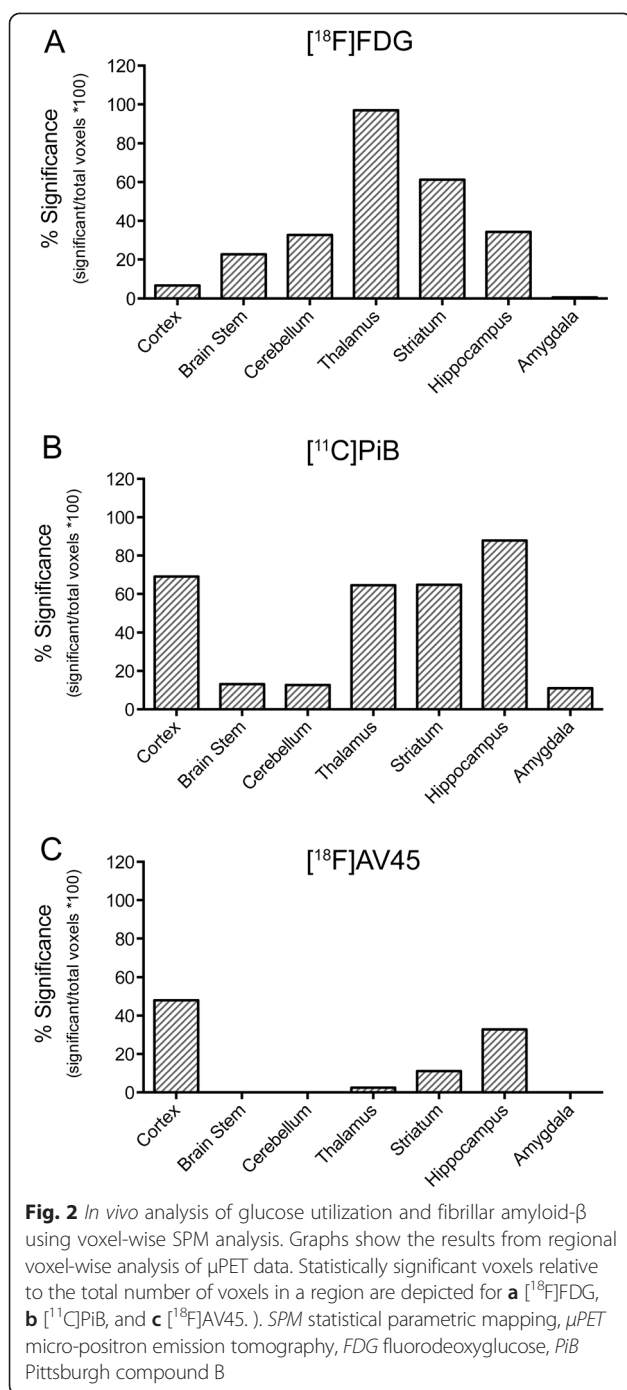 A
[¹⁸F]FDG
% Significance
(significant/total voxels *100)
120
100
80
60
40
20
0
Cortex
Brain Stem
Cerebellum
Thalamus
Striatum
Hippocampus
Amygdala
B
[¹¹C]PiB
% Significance
(significant/total voxels *100)
120
100
80
60
40
20
0
Cortex
Brain Stem
Cerebellum
Thalamus
Striatum
Hippocampus
Amygdala
C
[¹⁸F]AV45
% Significance
(significant/total voxels *100)
120
100
80
60
40
20
0
Cortex
Brain Stem
Cerebellum
Thalamus
Striatum
Hippocampus
Amygdala
Fig. 2 In vivo analysis of glucose utilization and fibrillar amyloid-β
using voxel-wise SPM analysis. Graphs show the results from regional
voxel-wise analysis of μPET data. Statistically significant voxels relative
to the total number of voxels in a region are depicted for a [¹⁸F]FDG,
b [¹¹C]PiB, and c [¹⁸F]AV45. ). SPM statistical parametric mapping, μPET
micro-positron emission tomography, FDG fluorodeoxyglucose, PiB
Pittsburgh compound B